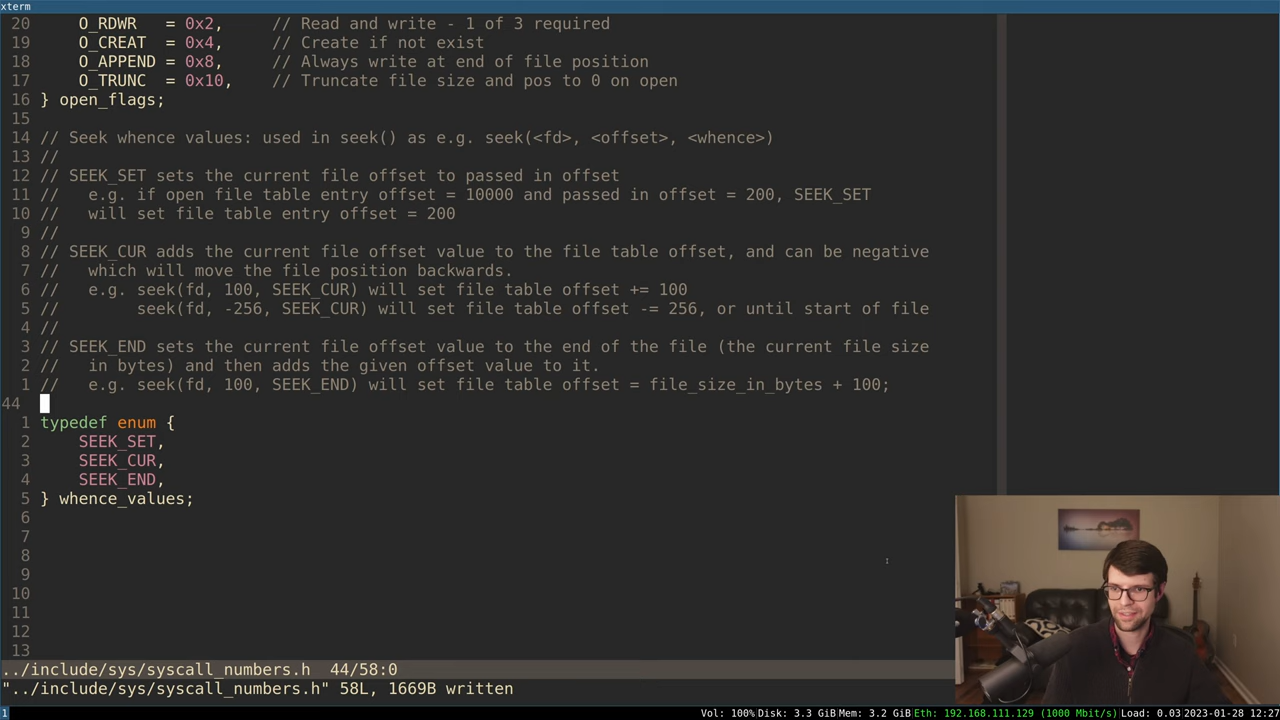 xterm
20     O_RDWR   = 0x2,     // Read and write - 1 of 3 required
19     O_CREAT  = 0x4,     // Create if not exist
18     O_APPEND = 0x8,     // Always write at end of file position
17     O_TRUNC  = 0x10,    // Truncate file size and pos to 0 on open
16 } open_flags;
15
14 // Seek whence values: used in seek() as e.g. seek(<fd>, <offset>, <whence>)
13 //
12 // SEEK_SET sets the current file offset to passed in offset
11 //   e.g. if open file table entry offset = 10000 and passed in offset = 200, SEEK_SET
10 //   will set file table entry offset = 200
9 //
8 // SEEK_CUR adds the current file offset value to the file table offset, and can be negative
7 //   which will move the file position backwards.
6 //   e.g. seek(fd, 100, SEEK_CUR) will set file table offset += 100
5 //        seek(fd, -256, SEEK_CUR) will set file table offset -= 256, or until start of file
4 //
3 // SEEK_END sets the current file offset value to the end of the file (the current file size
2 //   in bytes) and then adds the given offset value to it.
1 //   e.g. seek(fd, 100, SEEK_END) will set file table offset = file_size_in_bytes + 100;
44
1 typedef enum {
2     SEEK_SET,
3     SEEK_CUR,
4     SEEK_END,
5 } whence_values;
6
7
8
9
10
11
12
13
../include/sys/syscall_numbers.h  44/58:0
"../include/sys/syscall_numbers.h" 58L, 1669B written
1 Vol: 100% Disk: 3.3 GiB Mem: 3.2 GiB Eth: 192.168.111.129 (1000 Mbit/s) Load: 0.03 2023-01-28 12:27